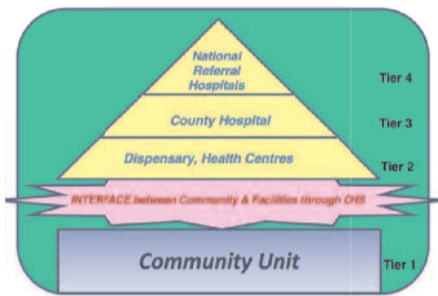 National
Referral
Hospitals
Tier 4
County Hospital
Tier 3
Dispensary, Health Centres
Tier 2
INTERFACE between Community & Facilities through CHS
Community Unit
Tier 1